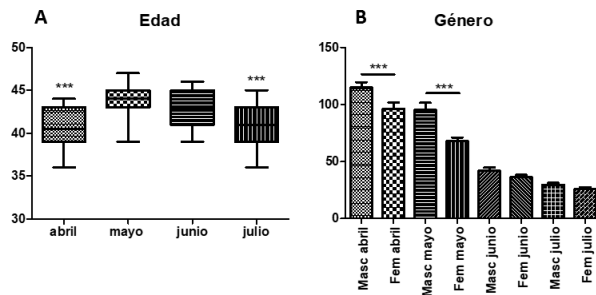 A
Edad
45
40
35
30
50
***
***
abril
mayo
junio
julio
B
Género
150
100
50
0
***
***
Masc abril
Fem abril
Masc mayo
Fem mayo
Masc junio
Fem junio
Masc julio
Fem julio